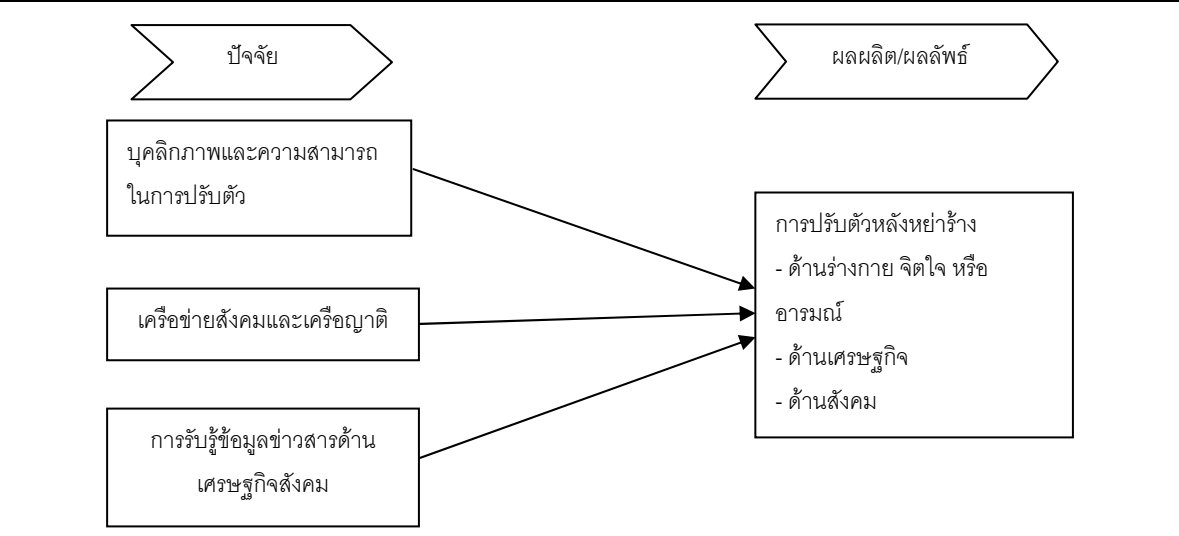 ปัจจัย
ผลผลิต/ผลลัพธ์
บุคลิกภาพและความสามารถ
ในการปรับตัว
เครือข่ายสังคมและเครือญาติ
การรับรู้ข้อมูลข่าวสารด้าน
เศรษฐกิจสังคม
การปรับตัวหลังหย่าร้าง
- ด้านร่างกาย จิตใจ หรือ
อารมณ์
- ด้านเศรษฐกิจ
- ด้านสังคม